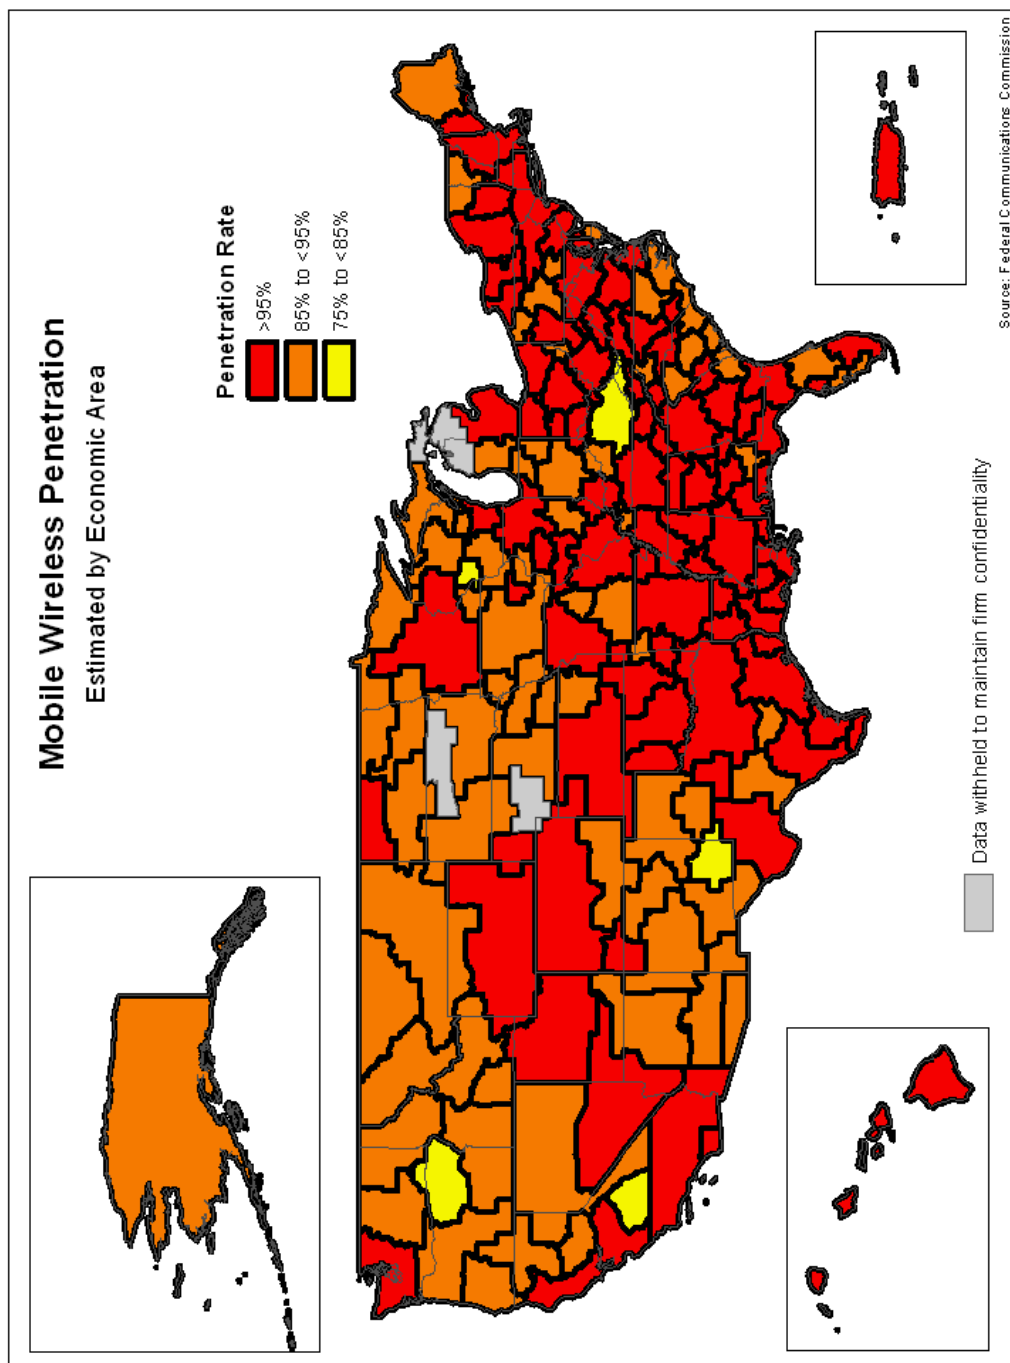 Mobile Wireless Penetration
Estimated by Economic Area
Penetration Rate
>95%
85% to <95%
75% to <85%
Data withheld to maintain firm confidentiality
Source: Federal Communications Commission